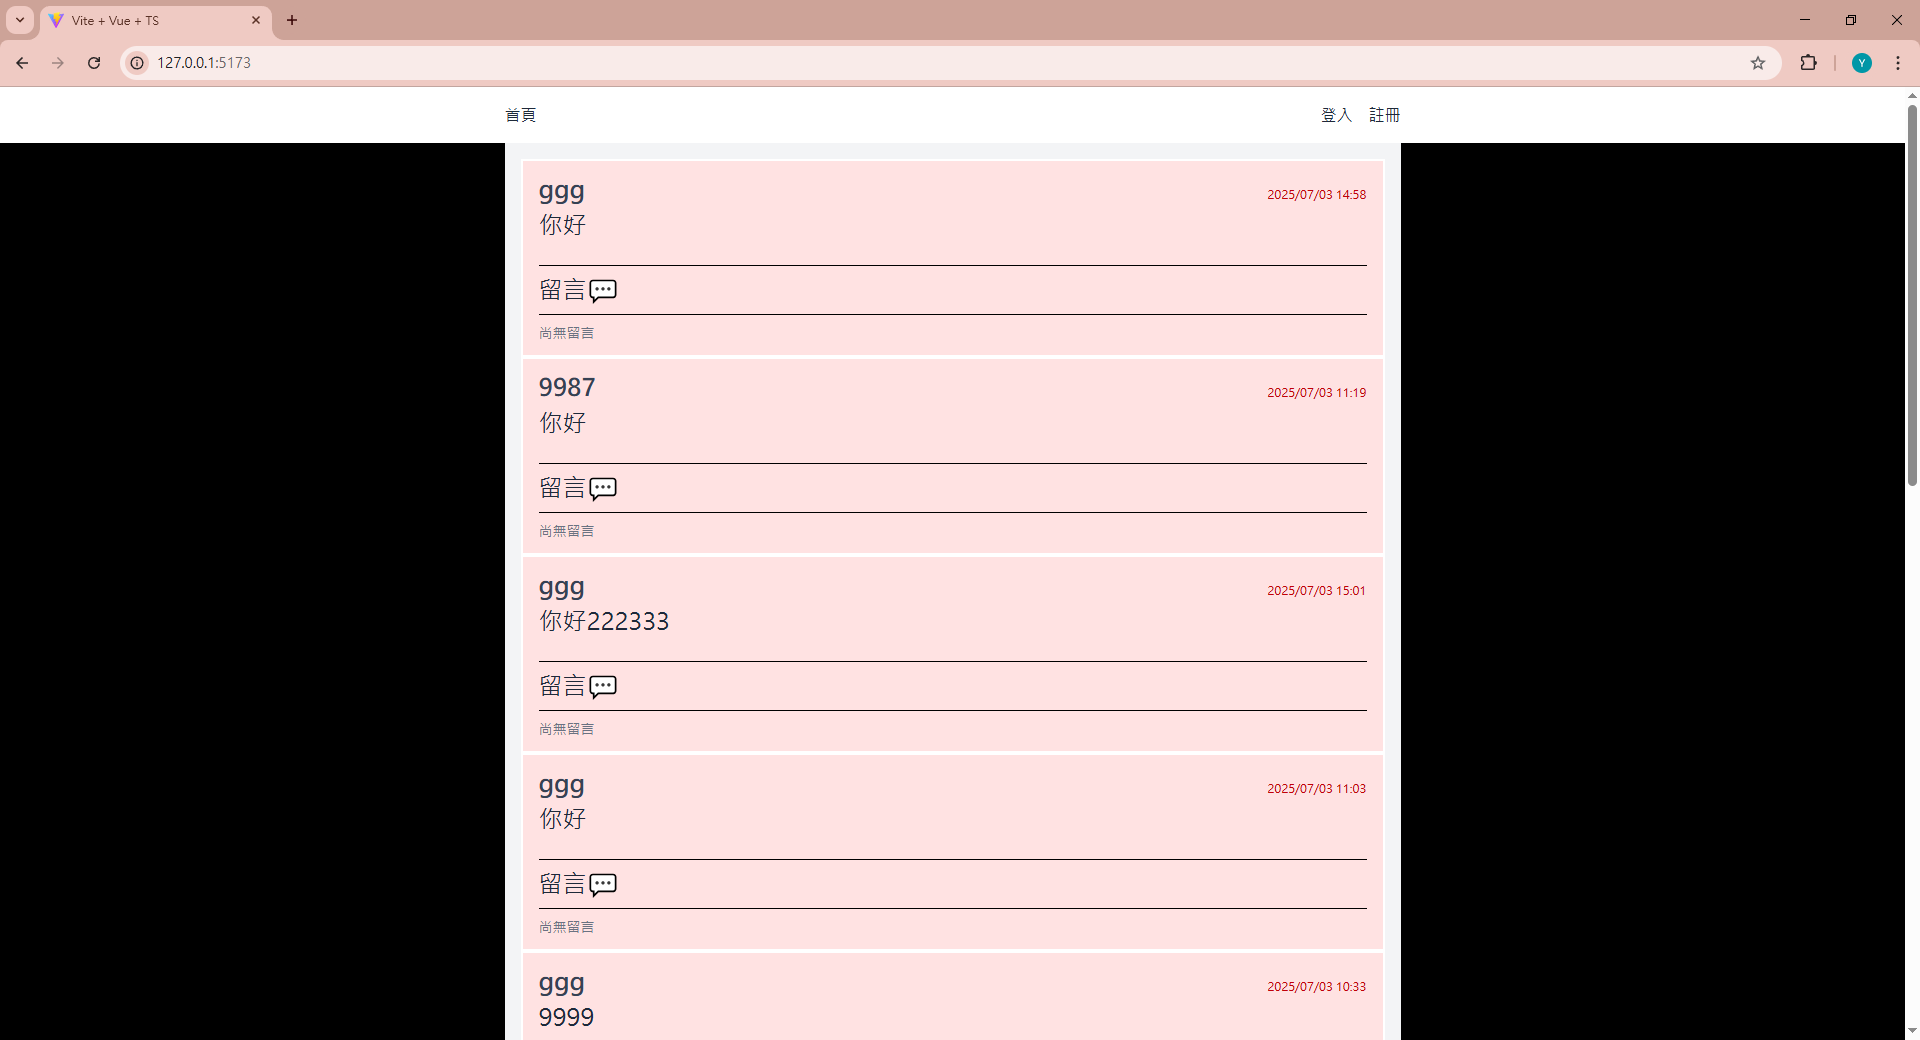 Vite + Vue + TS
127.0.0.1:5173
Y
首頁 登入 註冊
ggg 2025/07/03 14:58
你好
留言
尚無留言
9987 2025/07/03 11:19
你好
留言
尚無留言
ggg 2025/07/03 15:01
你好222333
留言
尚無留言
ggg 2025/07/03 11:03
你好
留言
尚無留言
ggg 2025/07/03 10:33
9999